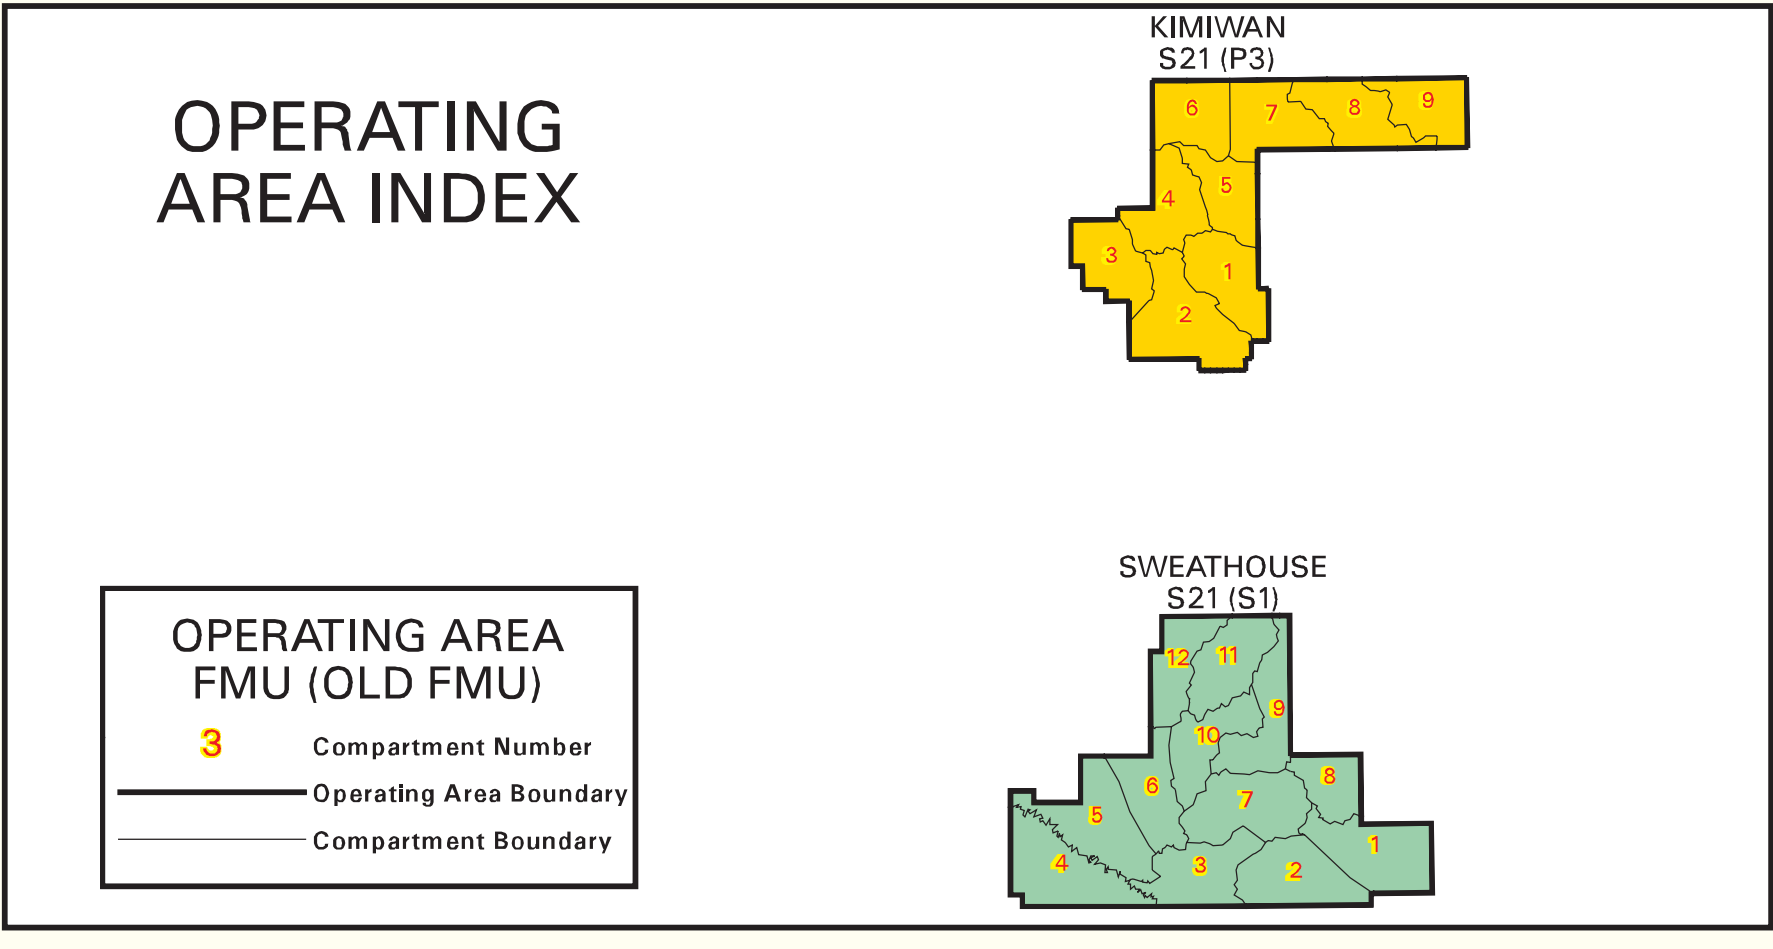 OPERATING
AREA INDEX
KIMIWAN
S21 (P3)
6
7
8
9
4
5
3
1
2
SWEATHOUSE
S21 (S1)
12
11
9
10
6
8
7
5
1
4
3
2
OPERATING AREA
FMU (OLD FMU)
3 Compartment Number
Operating Area Boundary
Compartment Boundary